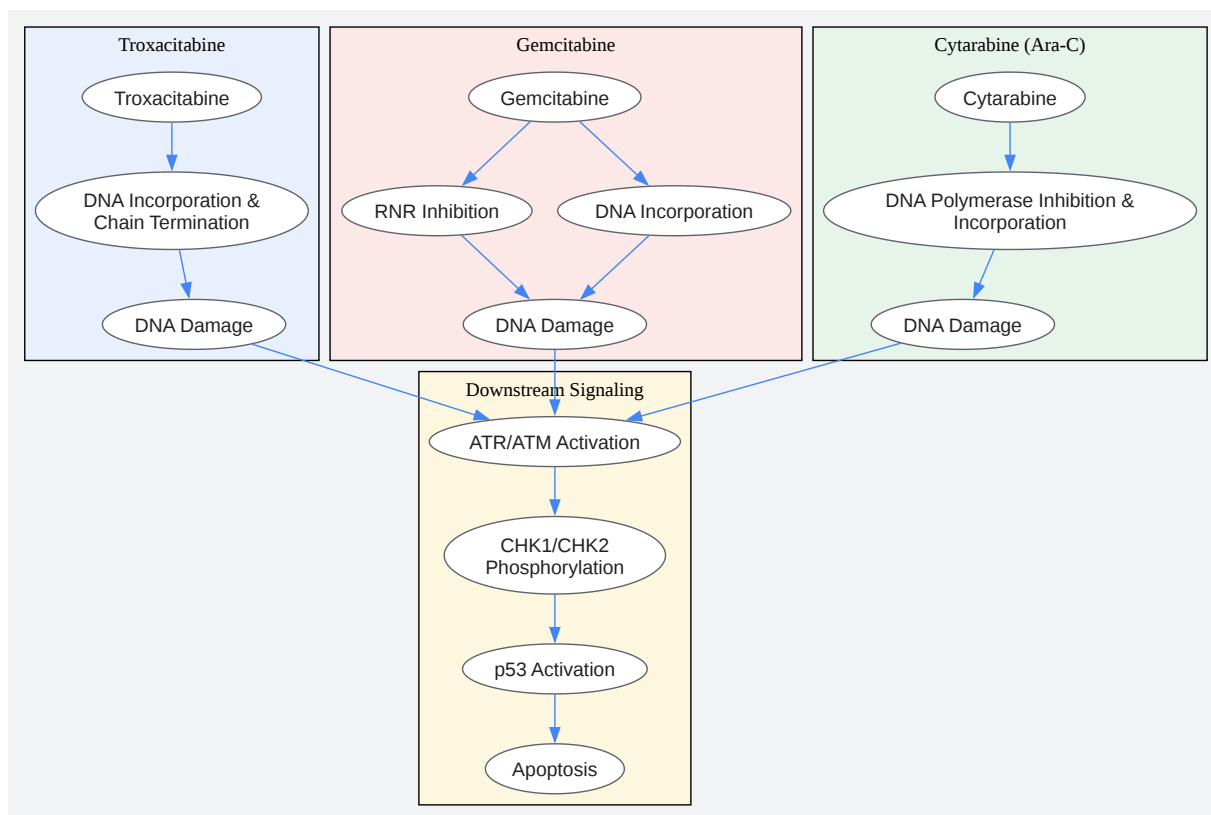 Troxacitabine
Troxacitabine
DNA Incorporation &
Chain Termination
DNA Damage
Gemcitabine
Gemcitabine
RNR Inhibition
DNA Incorporation
DNA Damage
Cytarabine (Ara-C)
Cytarabine
DNA Polymerase Inhibition &
Incorporation
DNA Damage
Downstream Signaling
ATR/ATM Activation
CHK1/CHK2
Phosphorylation
p53 Activation
Apoptosis